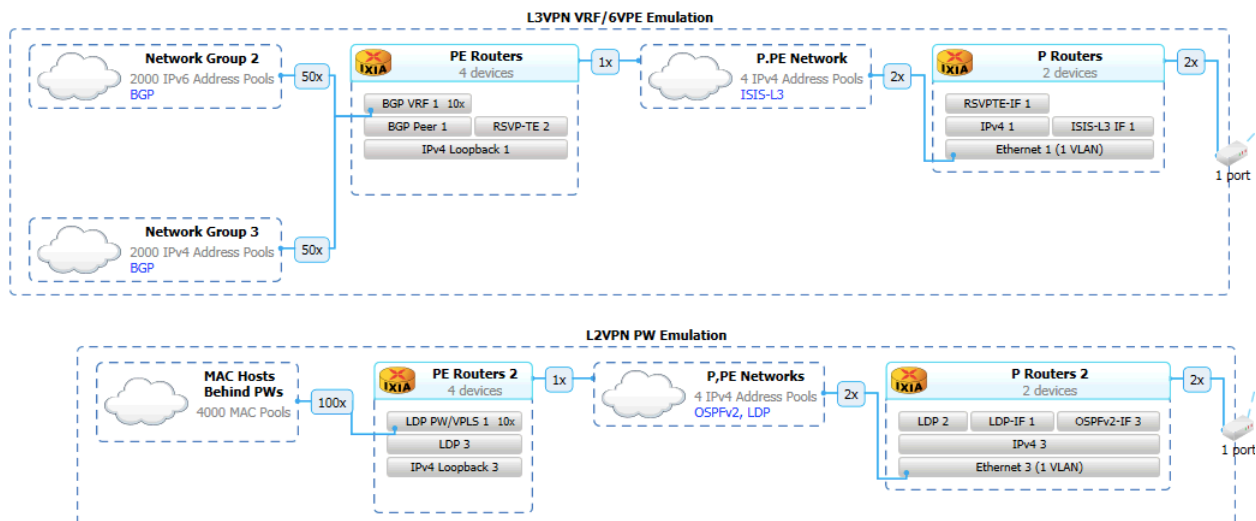 L3VPN VRF/6VPE Emulation
Network Group 2
2000 IPv6 Address Pools
BGP
50x
IXIA
PE Routers
4 devices
BGP VRF 1 10x
BGP Peer 1
RSVP-TE 2
IPv4 Loopback 1
1x
P.PE Network
4 IPv4 Address Pools
ISIS-L3
2x
IXIA
P Routers
2 devices
RSVPTE-IF 1
IPv4 1
ISIS-L3 IF 1
Ethernet 1 (1 VLAN)
2x
1 port
Network Group 3
2000 IPv4 Address Pools
BGP
50x
L2VPN PW Emulation
MAC Hosts
Behind PWs
4000 MAC Pools
100x
IXIA
PE Routers 2
4 devices
LDP PW/VPLS 1 10x
LDP 3
IPv4 Loopback 3
1x
P,PE Networks
4 IPv4 Address Pools
OSPFv2, LDP
2x
IXIA
P Routers 2
2 devices
LDP 2
LDP-IF 1
OSPFv2-IF 3
IPv4 3
Ethernet 3 (1 VLAN)
2x
1 port